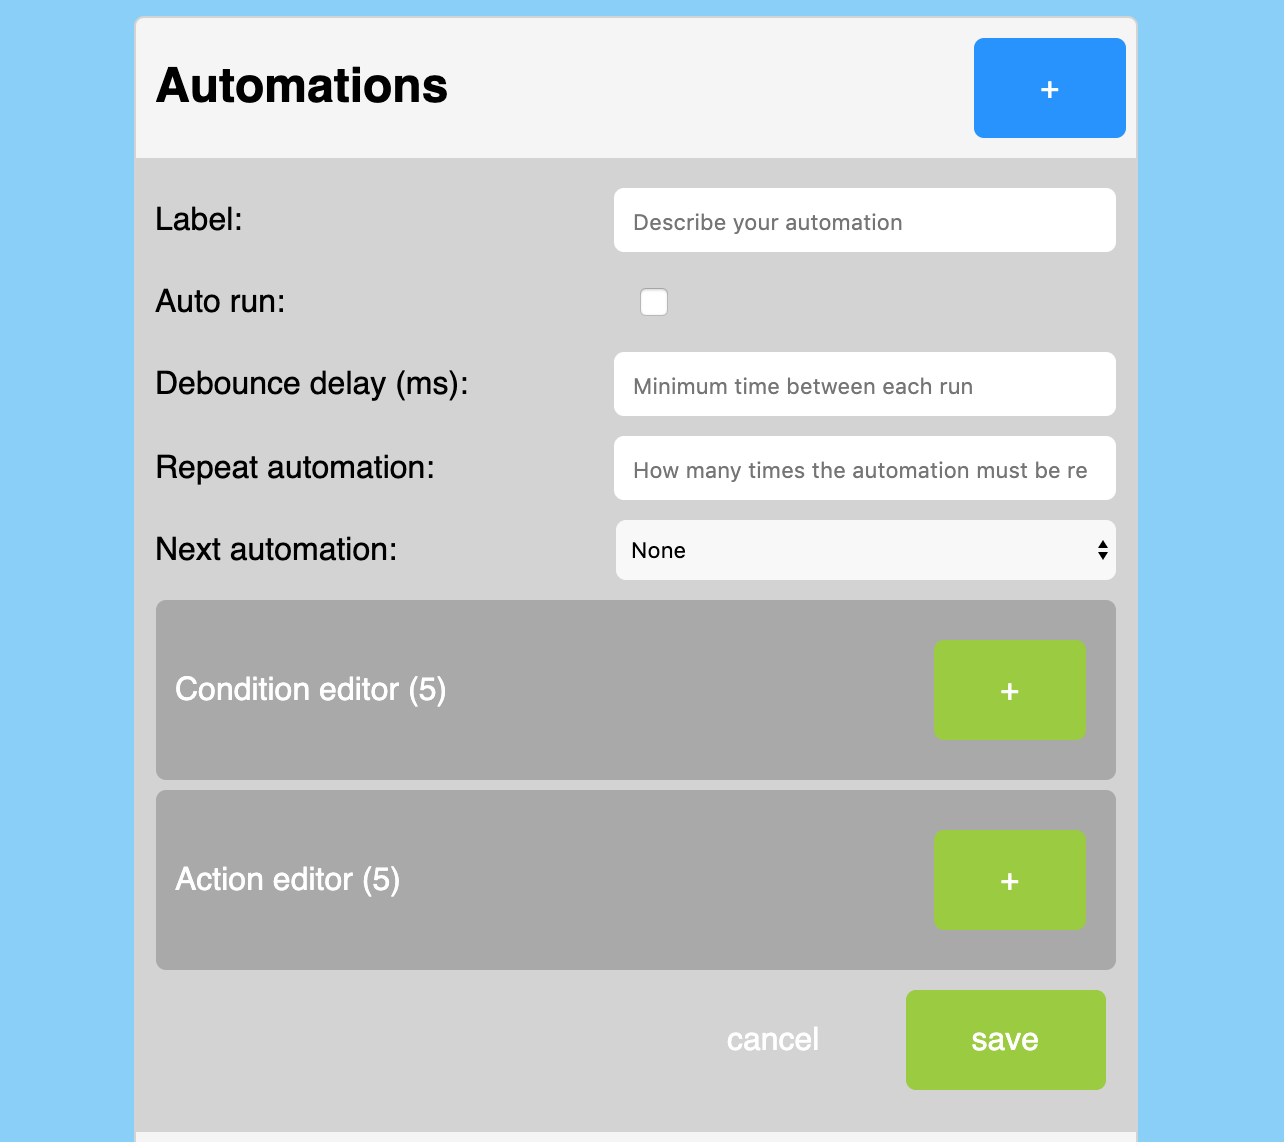 Automations
+
Label:
Describe your automation
Auto run:
Debounce delay (ms):
Minimum time between each run
Repeat automation:
How many times the automation must be re
Next automation:
None
Condition editor (5)
+
Action editor (5)
+
cancel
save